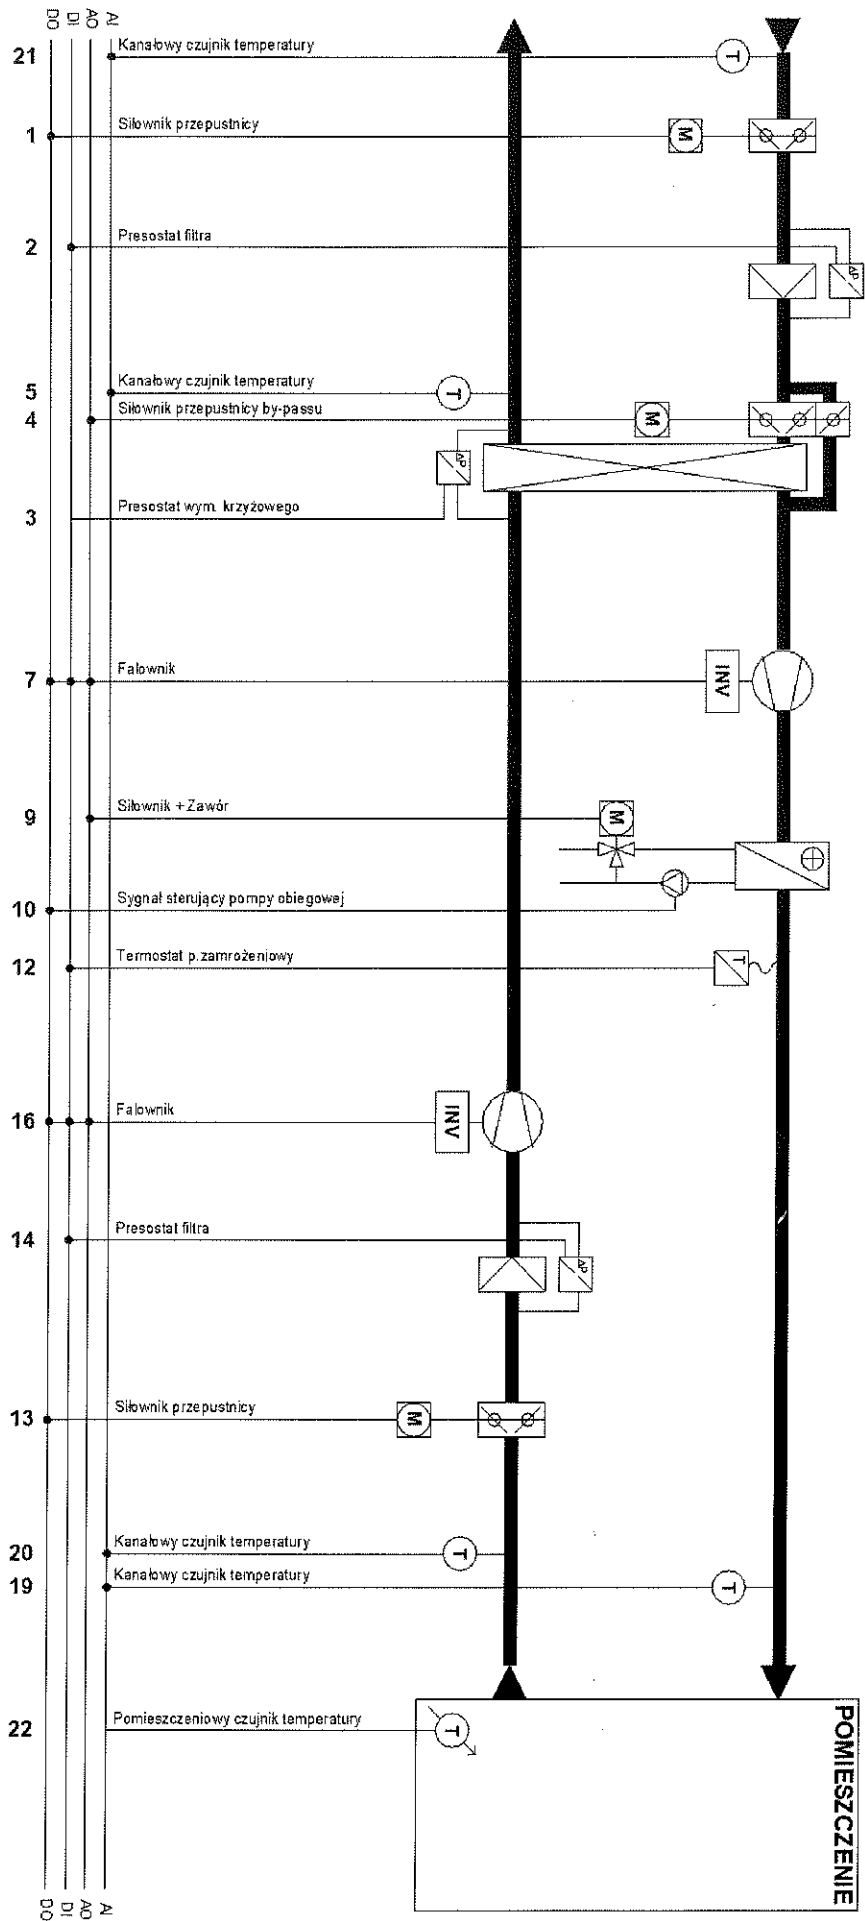 DO DI AO AI
21 Kanałowy czujnik temperatury T
1 Siłownik przepustnicy M
2 Presostat filtra ΔP
5 Kanałowy czujnik temperatury T
4 Siłownik przepustnicy by-passu M
ΔP
3 Presostat wym. krzyżowego
7 Falownik INV
9 Siłownik + Zawór M
10 Sygnał sterujący pompy obiegowej
12 Termostat p.zamrożeniowy T
16 Falownik INV
14 Presostat filtra ΔP
13 Siłownik przepustnicy M
20 Kanałowy czujnik temperatury T
19 Kanałowy czujnik temperatury T
POMIESZCZENIE
22 Pomieszczeniowy czujnik temperatury T
DO DI AO AI